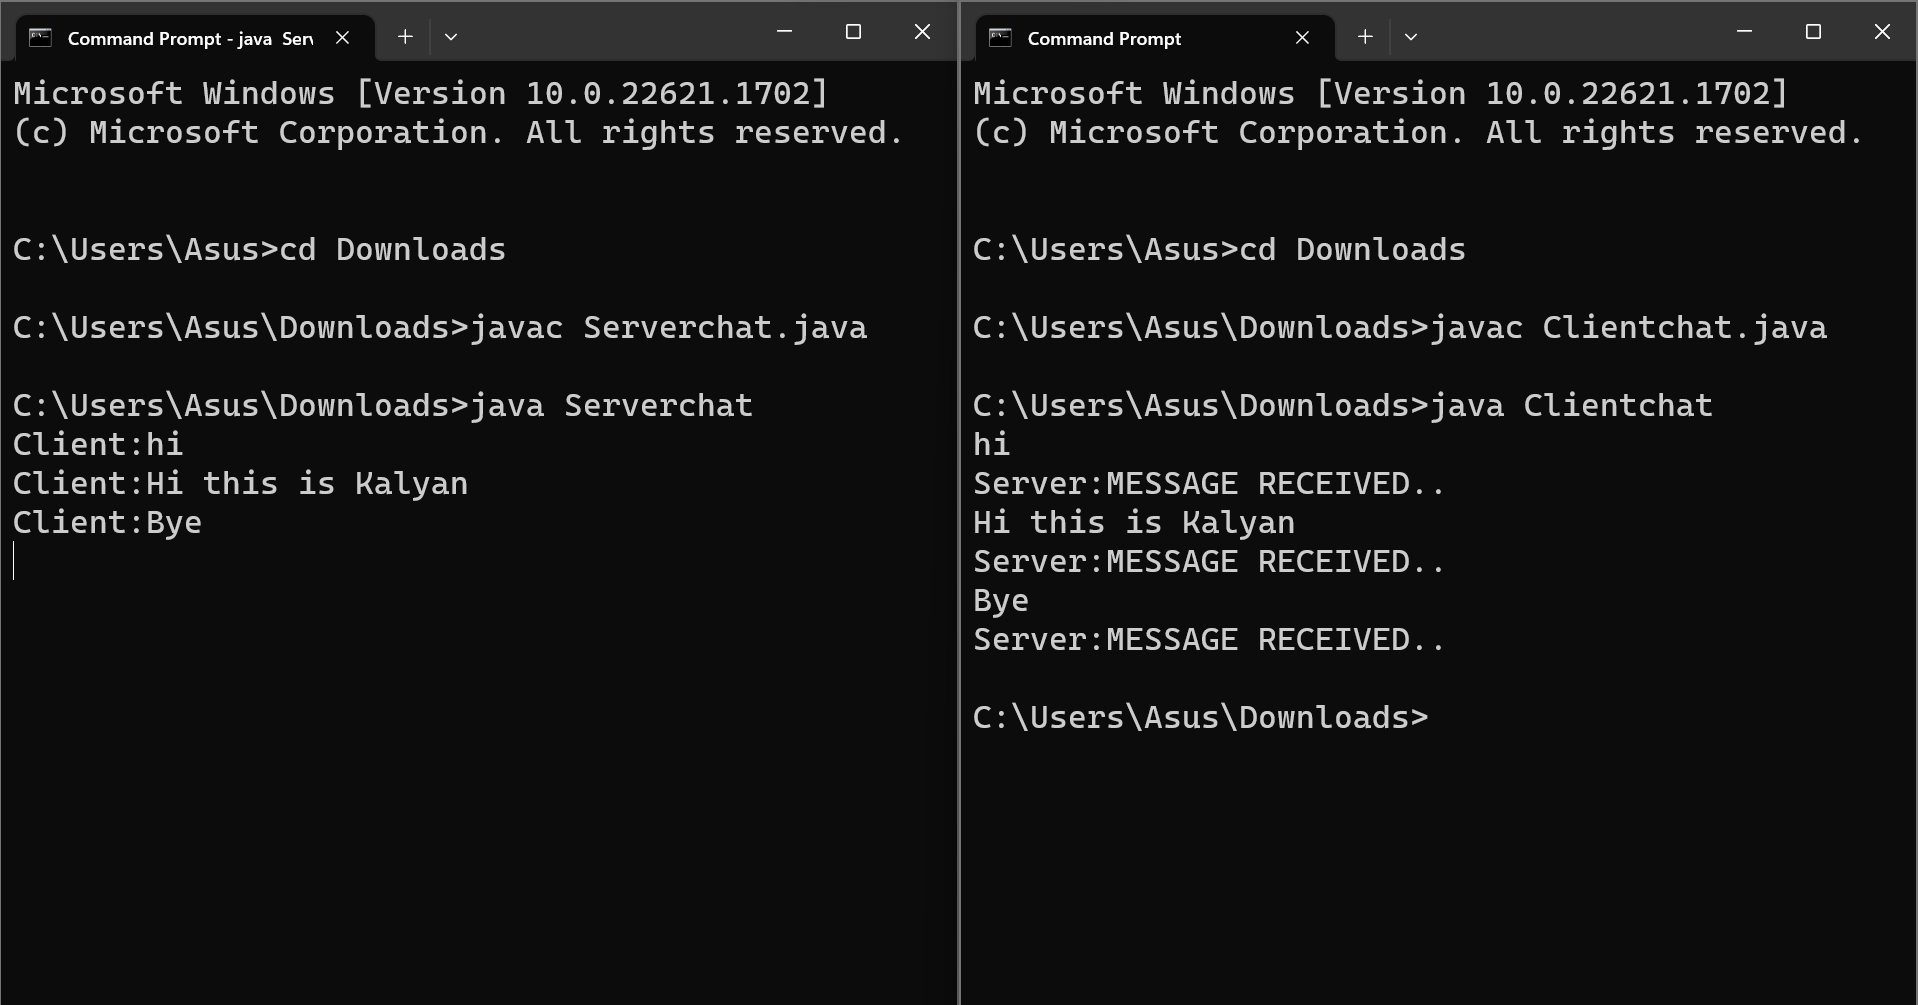 Command Prompt - java Serv
Microsoft Windows [Version 10.0.22621.1702]
(c) Microsoft Corporation. All rights reserved.
C:\Users\Asus>cd Downloads
C:\Users\Asus\Downloads>javac Serverchat.java
C:\Users\Asus\Downloads>java Serverchat
Client:hi
Client:Hi this is Kalyan
Client:Bye
Command Prompt
Microsoft Windows [Version 10.0.22621.1702]
(c) Microsoft Corporation. All rights reserved.
C:\Users\Asus>cd Downloads
C:\Users\Asus\Downloads>javac Clientchat.java
C:\Users\Asus\Downloads>java Clientchat
hi
Server:MESSAGE RECEIVED..
Hi this is Kalyan
Server:MESSAGE RECEIVED..
Bye
Server:MESSAGE RECEIVED..
C:\Users\Asus\Downloads>